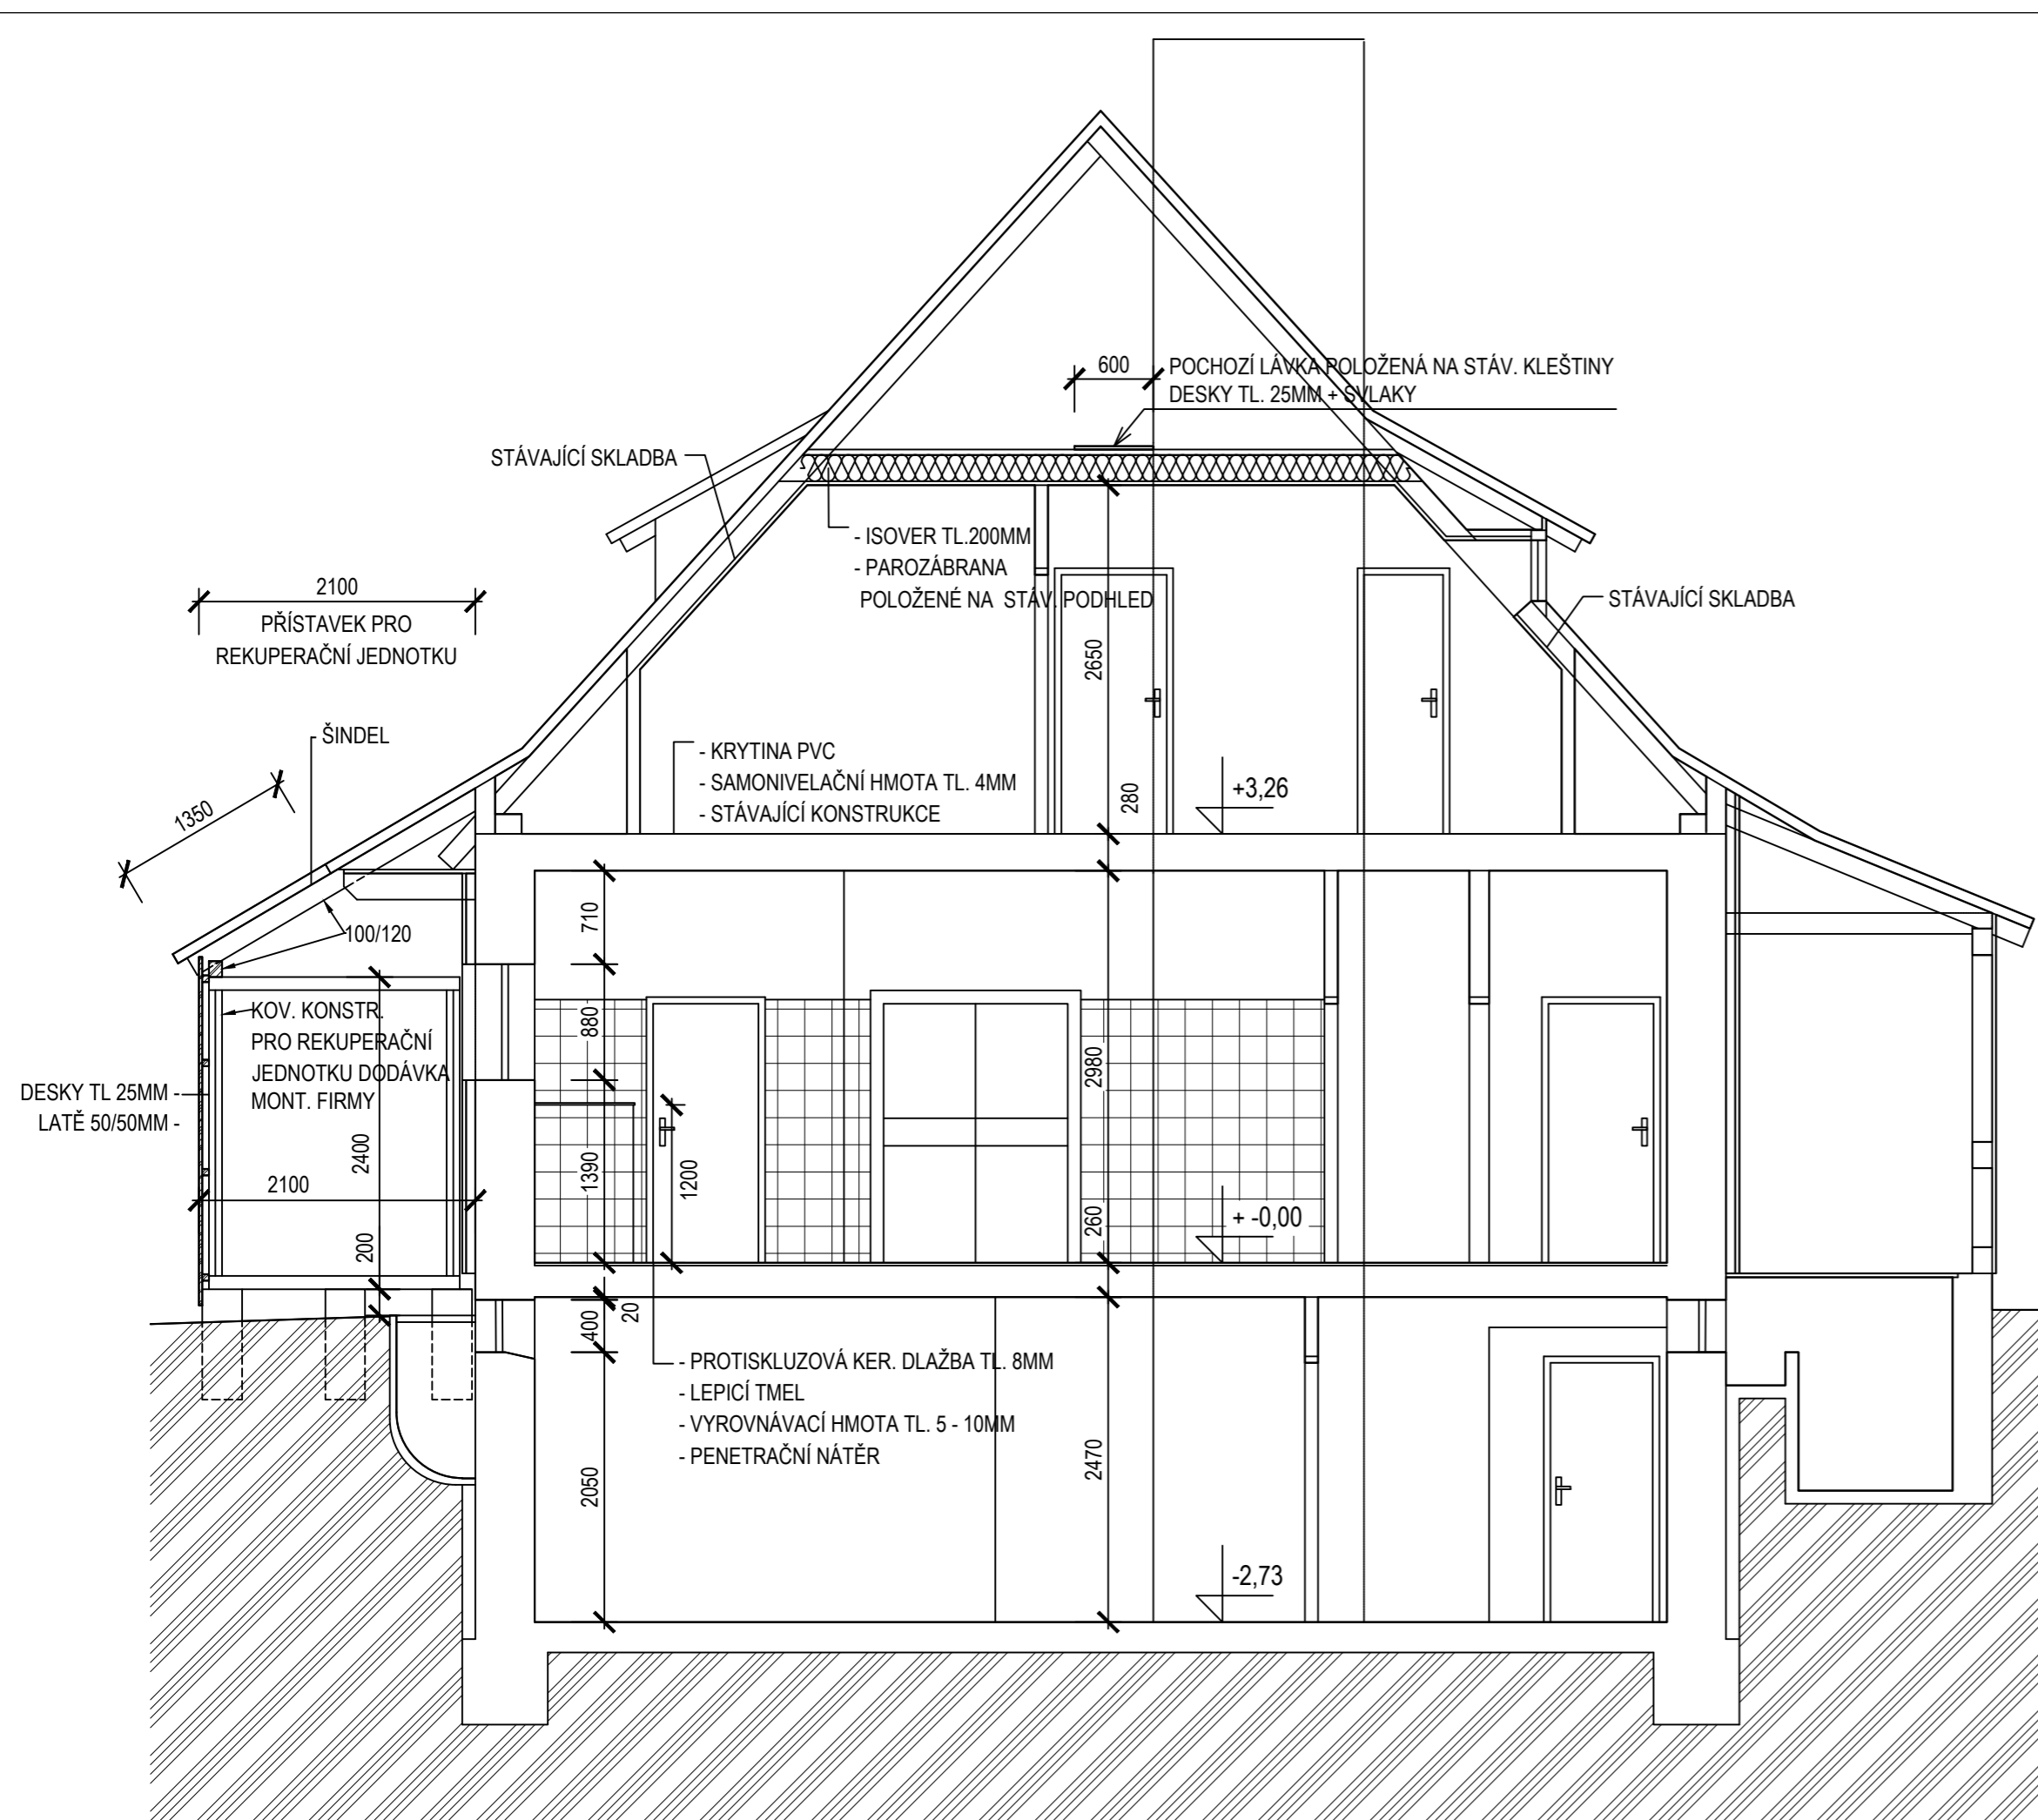 600
POCHOZÍ LÁVKA POLOŽENÁ NA STÁV. KLEŠTINY
DESKY TL. 25MM + SVLAKY
STÁVAJÍCÍ SKLADBA
- ISOVER TL.200MM
- PAROZÁBRANA
POLOŽENÉ NA STÁV. PODHLED
2100
PŘÍSTAVEK PRO
REKUPERAČNÍ JEDNOTKU
STÁVAJÍCÍ SKLADBA
2650
ŠINDEL
1350
- KRYTINA PVC
- SAMONIVELAČNÍ HMOTA TL. 4MM
- STÁVAJÍCÍ KONSTRUKCE
280
+3,26
710
100/120
KOV. KONSTR.
PRO REKUPERAČNÍ
JEDNOTKU DODÁVKA
MONT. FIRMY
880
2980
DESKY TL 25MM -
LATĚ 50/50MM -
2400
1390
1200
2100
200
260
+ -0,00
400
20
- PROTISKLUZOVÁ KER. DLAŽBA TL. 8MM
- LEPICÍ TMEL
- VYROVNÁVACÍ HMOTA TL. 5 - 10MM
- PENETRAČNÍ NÁTĚR
2050
2470
-2,73